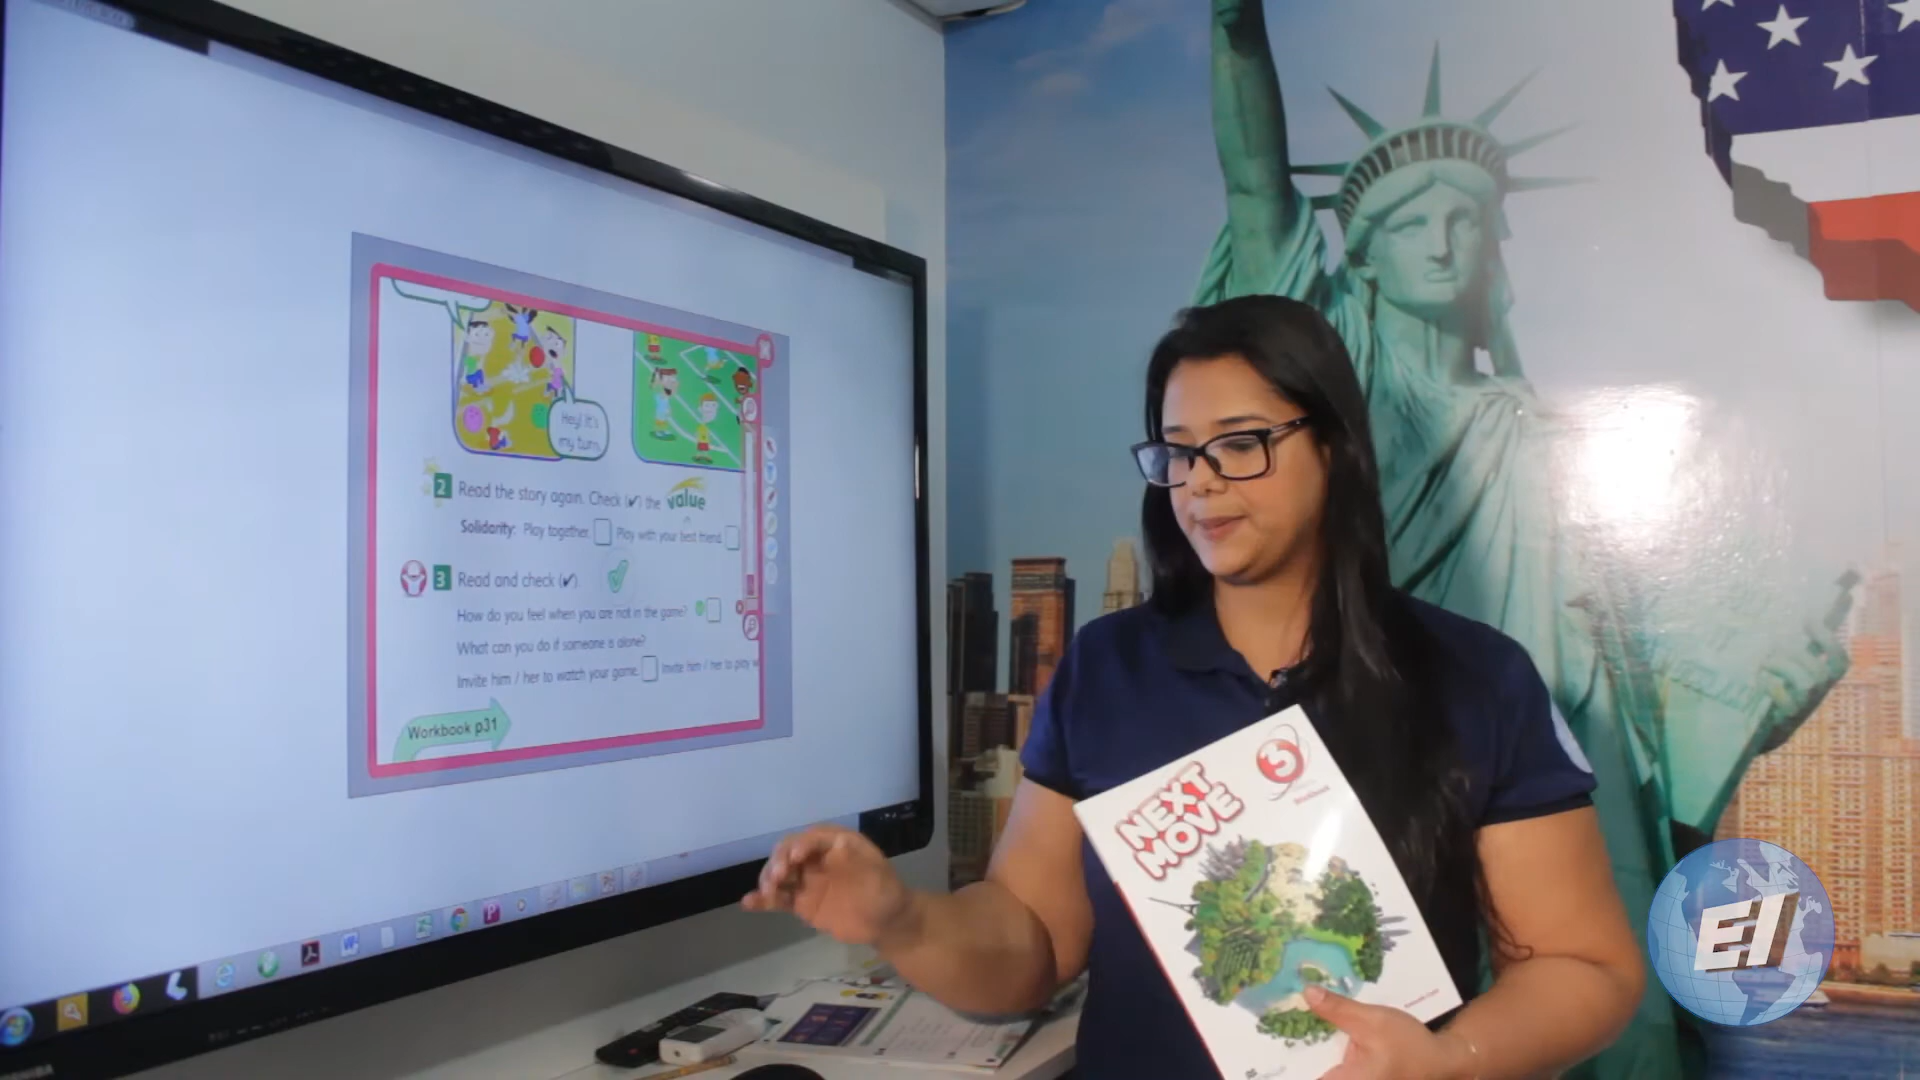 Hey! It's
my turn.
2 Read the story again. Check (✔) the value
Solidarity: Play together. Play with your best friend.
3 Read and check (✔).
How do you feel when you are not in the game?
What can you do if someone is alone?
Invite him / her to watch your game. Invite him / her to play w
Workbook p31
NEXT
MOVE
3
Workbook
EI